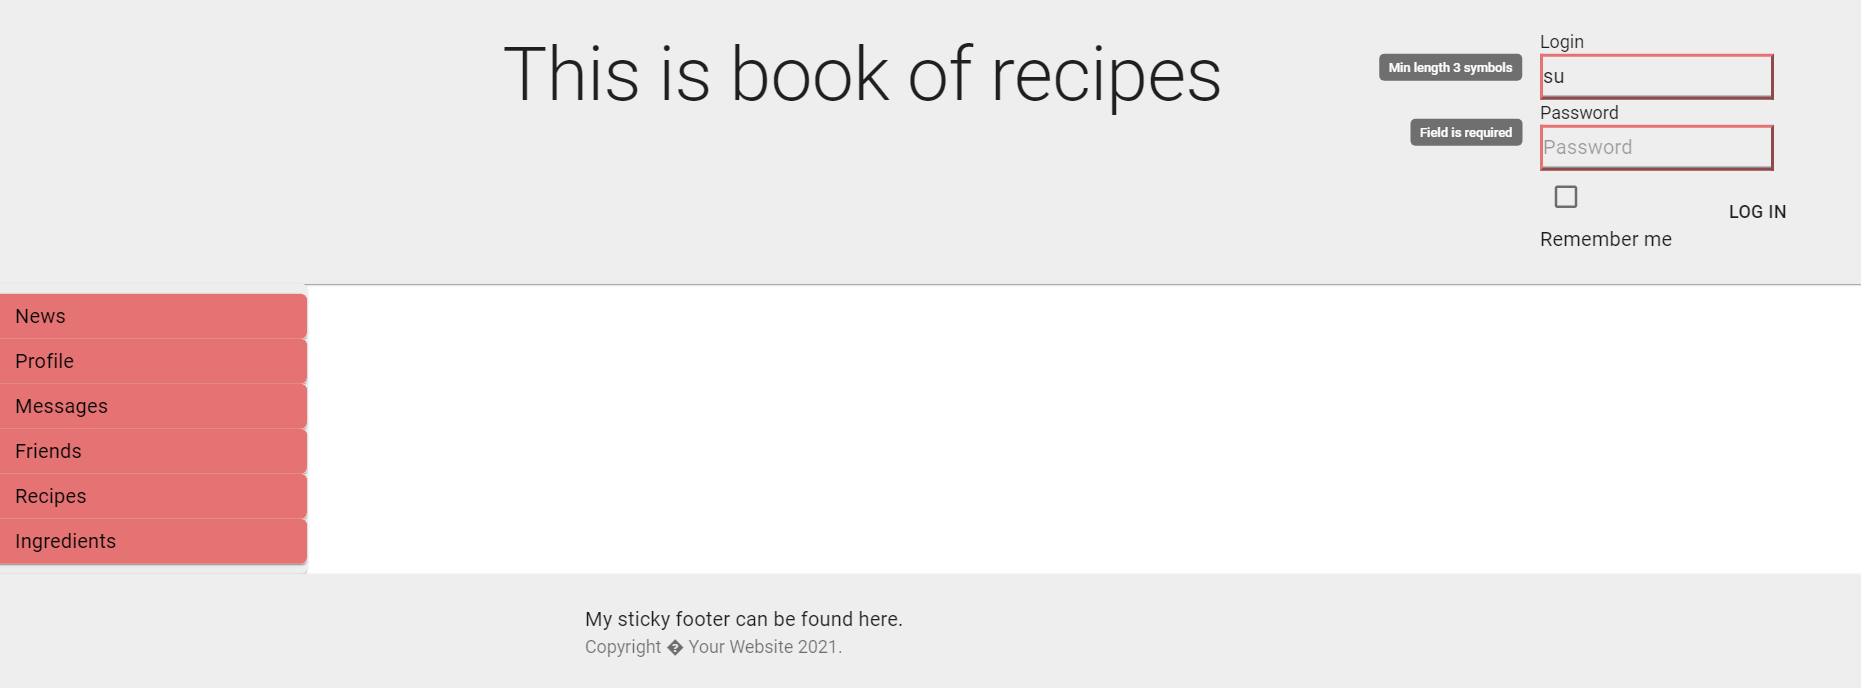 This is book of recipes
Login
Min length 3 symbols
su
Password
Field is required
Password
LOG IN
Remember me
News
Profile
Messages
Friends
Recipes
Ingredients
My sticky footer can be found here.
Copyright � Your Website 2021.